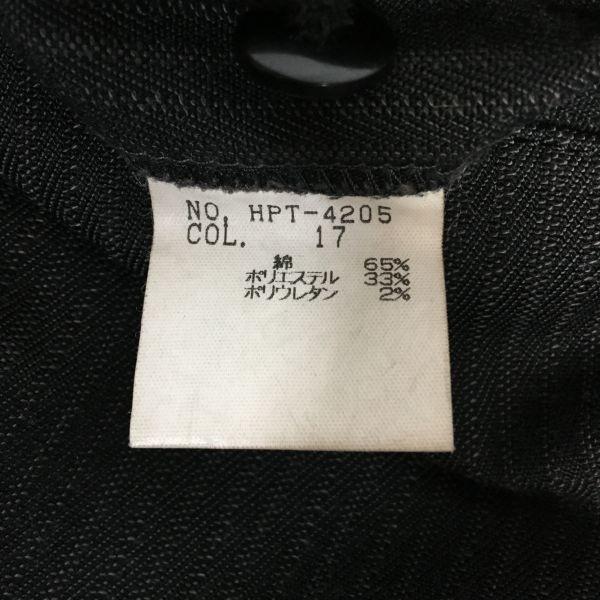 NO. HPT-4205
COL. 17
綿 65%
ポリエステル 33%
ポリウレタン 2%